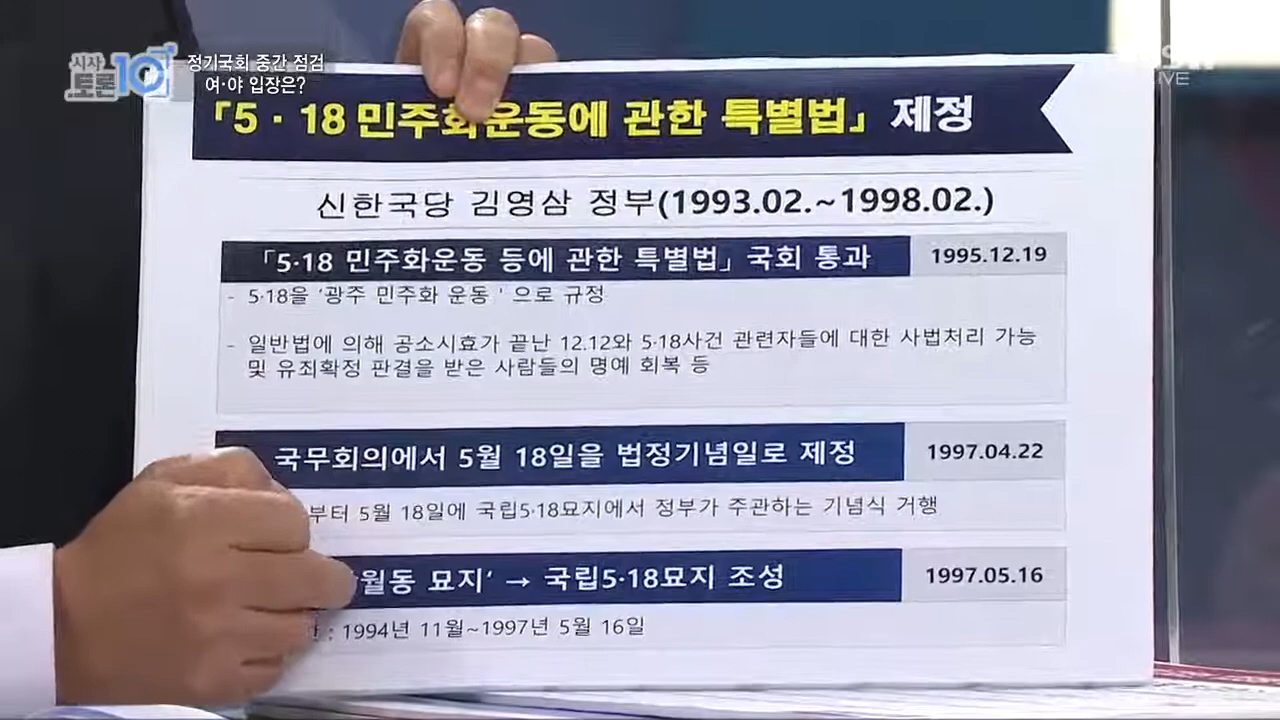 시사
토론10
정기국회 중간 점검
여·야 입장은?
LIVE
「5·18 민주화운동에 관한 특별법」 제정
신한국당 김영삼 정부(1993.02.~1998.02.)
「5·18 민주화운동 등에 관한 특별법」 국회 통과 1995.12.19
- 5·18을 '광주 민주화 운동 ' 으로 규정
- 일반법에 의해 공소시효가 끝난 12.12와 5·18사건 관련자들에 대한 사법처리 가능
및 유죄확정 판결을 받은 사람들의 명예 회복 등
국무회의에서 5월 18일을 법정기념일로 제정 1997.04.22
부터 5월 18일에 국립5·18묘지에서 정부가 주관하는 기념식 거행
월동 묘지' → 국립5·18묘지 조성 1997.05.16
: 1994년 11월~1997년 5월 16일